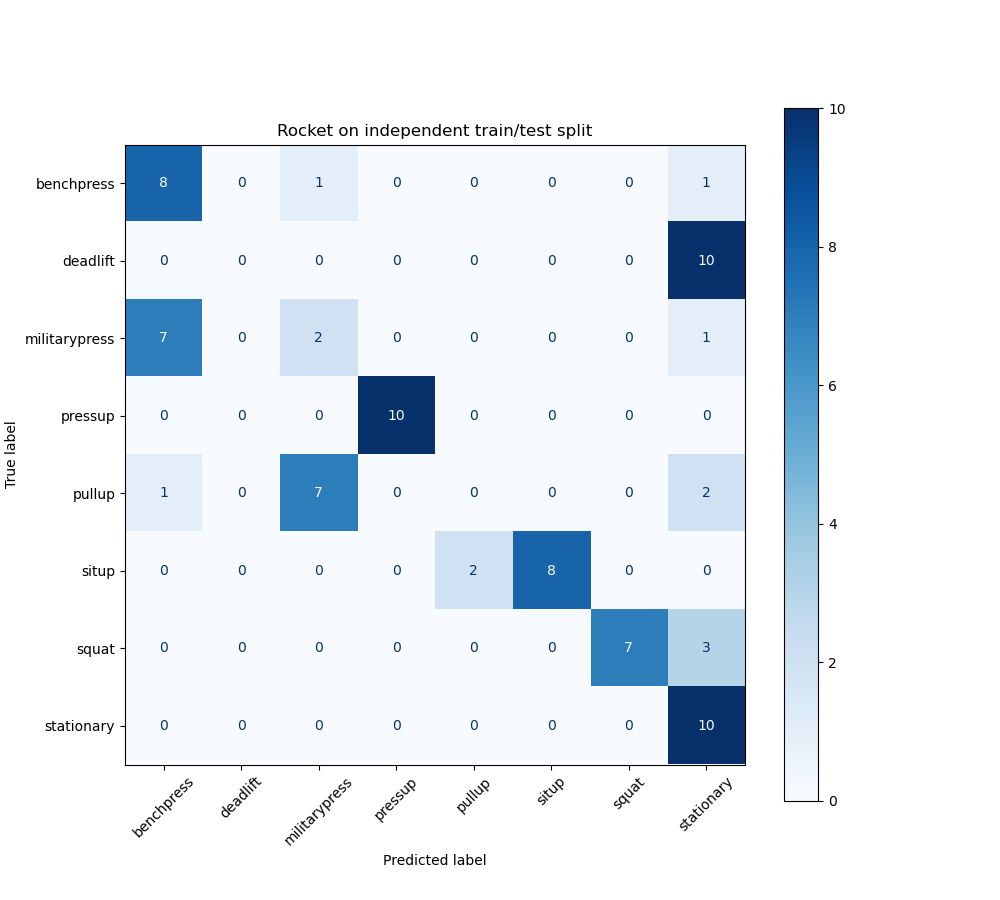 Rocket on independent train/test split
10
8
6
4
2
0
True label
benchpress 8 0 1 0 0 0 0 1
deadlift 0 0 0 0 0 0 0 10
militarypress 7 0 2 0 0 0 0 1
pressup 0 0 0 10 0 0 0 0
pullup 1 0 7 0 0 0 0 2
situp 0 0 0 0 2 8 0 0
squat 0 0 0 0 0 0 7 3
stationary 0 0 0 0 0 0 0 10
benchpress deadlift militarypress pressup pullup situp squat stationary
Predicted label